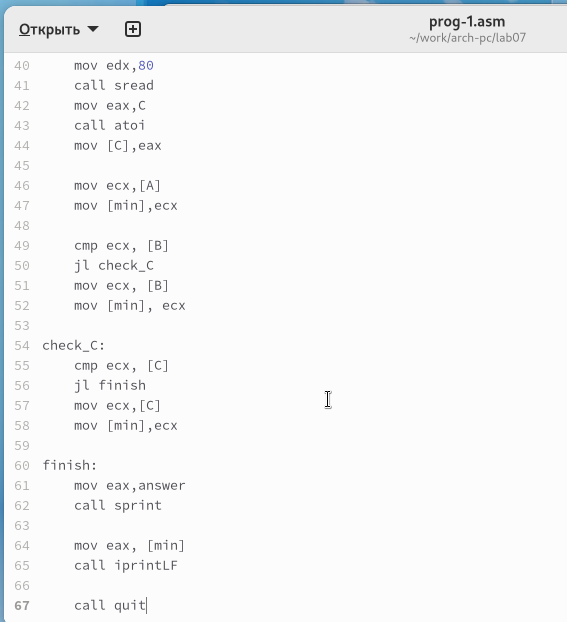 Открыть
prog-1.asm
~/work/arch-pc/lab07
40 mov edx,80
41 call sread
42 mov eax,C
43 call atoi
44 mov [C],eax
45
46 mov ecx,[A]
47 mov [min],ecx
48
49 cmp ecx, [B]
50 jl check_C
51 mov ecx, [B]
52 mov [min], ecx
53
54 check_C:
55 cmp ecx, [C]
56 jl finish
57 mov ecx,[C]
58 mov [min],ecx
59
60 finish:
61 mov eax,answer
62 call sprint
63
64 mov eax, [min]
65 call iprintLF
66
67 call quit